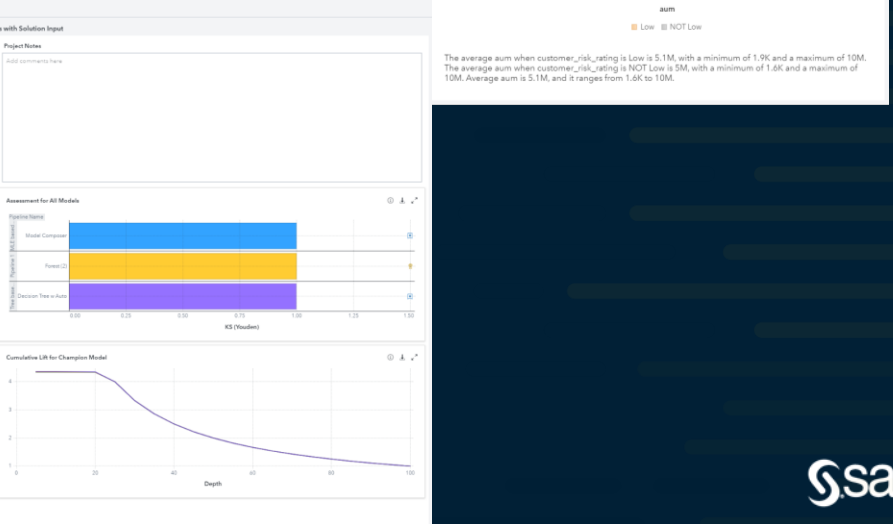 with Solution Input
Project Notes
Add comments here
Assessment for All Models
Pipeline Name
Model Composer
Pipeline 1
Forest (2)
Decision Tree w Auto
0.00 0.25 0.50 0.75 1.00 1.25 1.50
KS (Youden)
Cumulative Lift for Champion Model
4
3
2
1
0 20 40 60 80 100
Depth
aum
Low NOT Low
The average aum when customer_risk_rating is Low is 5.1M, with a minimum of 1.9K and a maximum of 10M.
The average aum when customer_risk_rating is NOT Low is 5M, with a minimum of 1.6K and a maximum of
10M. Average aum is 5.1M, and it ranges from 1.6K to 10M.
sa